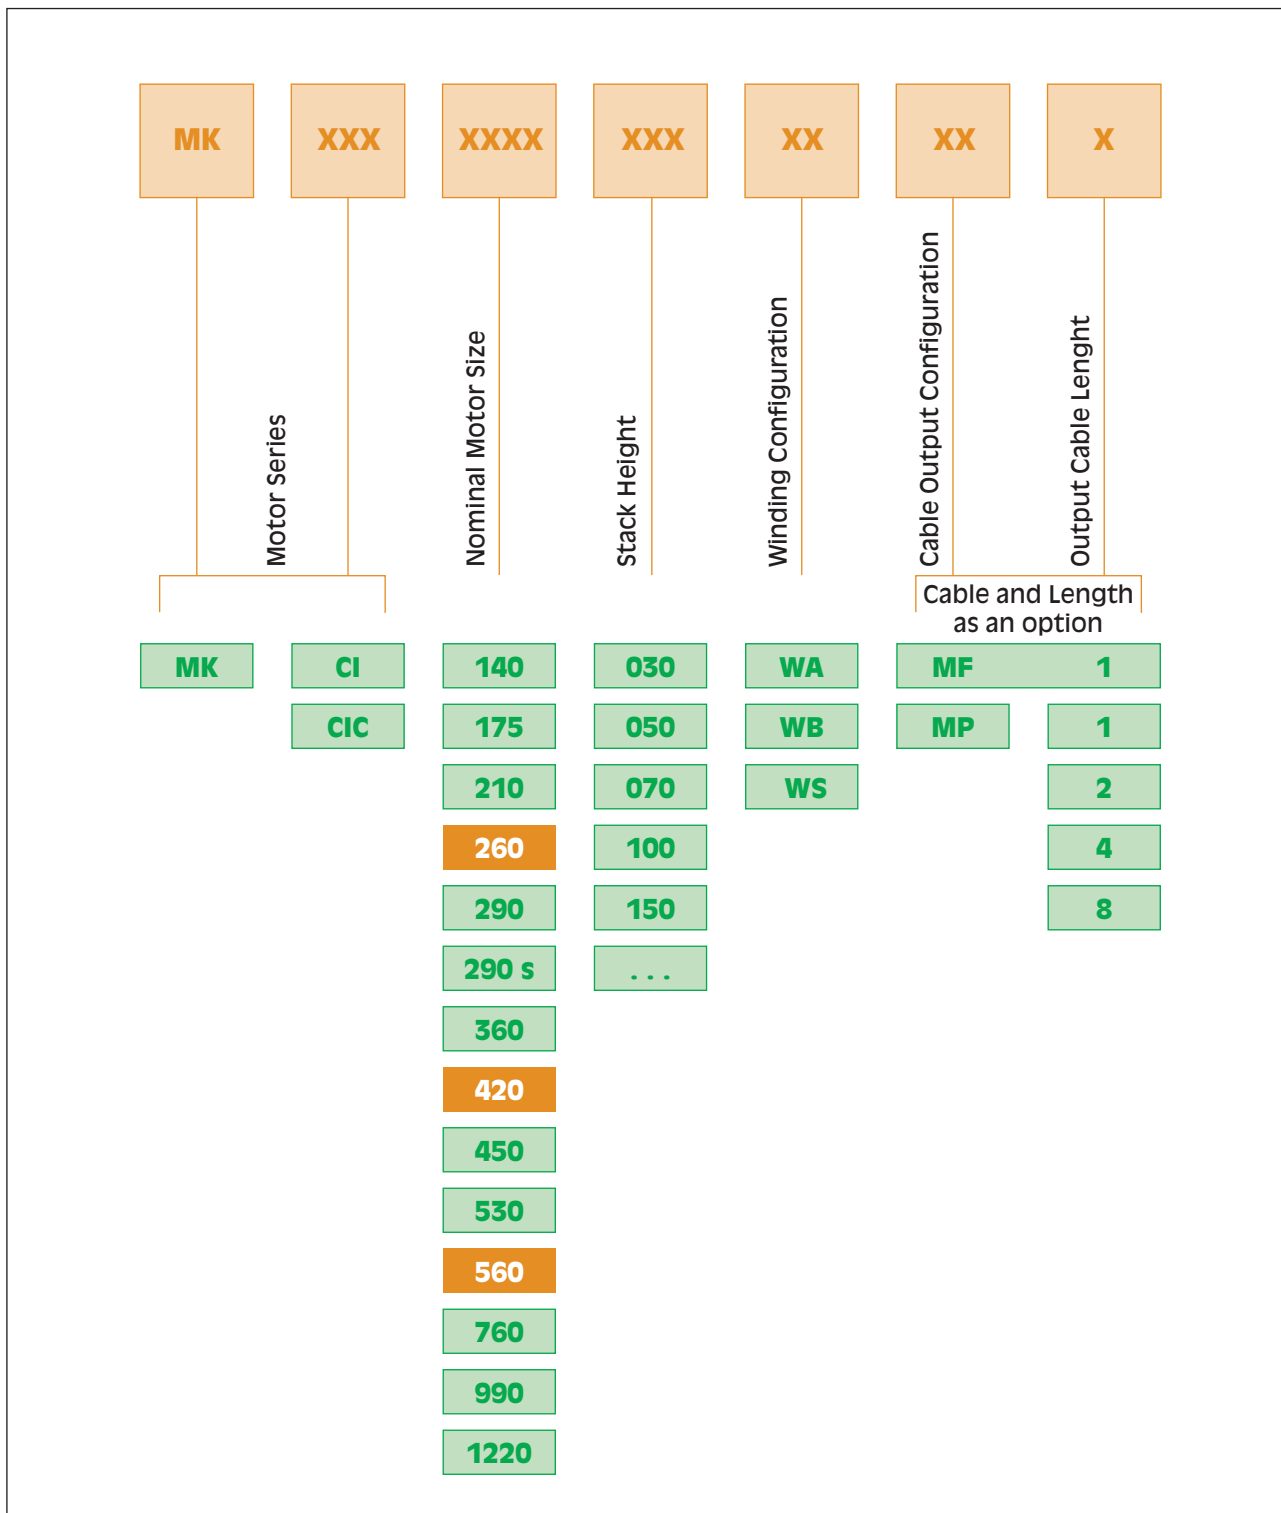 MK XXX XXXX XXX XX XX X
Motor Series
Nominal Motor Size
Stack Height
Winding Configuration
Cable Output Configuration
Output Cable Lenght
Cable and Length
as an option
MK CI 140 030 WA MF 1
CIC 175 050 WB MP 1
210 070 WS 2
260 100 4
290 150 8
290 s . . .
360
420
450
530
560
760
990
1220